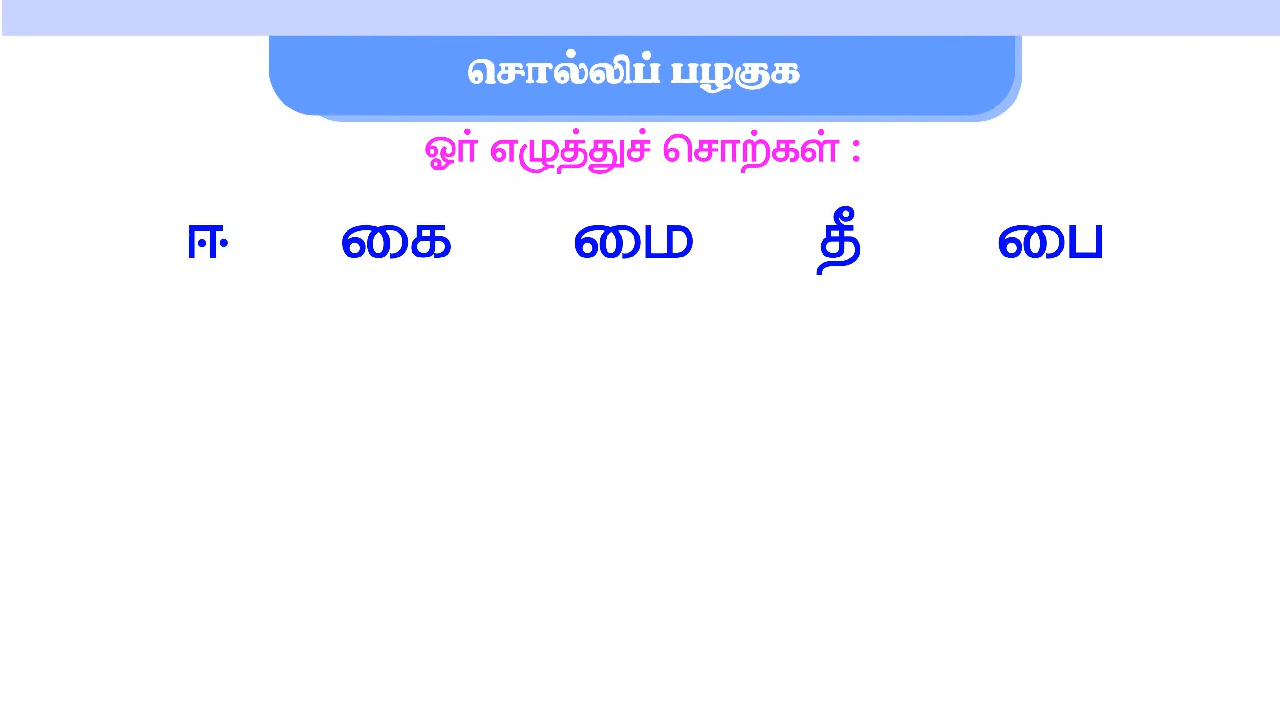 சொல்லிப் பழகுக
ஓர் எழுத்துச் சொற்கள் :
ஈ கை மை தீ பை